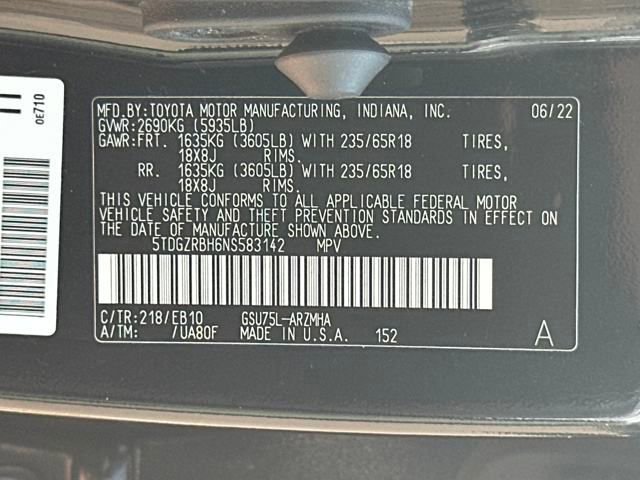 0E710
MFD.BY:TOYOTA MOTOR MANUFACTURING, INDIANA, INC. 06/22
GVWR:2690KG (5935LB)
GAWR:FRT. 1635KG (3605LB) WITH 235/65R18 TIRES,
18X8J RIMS.
RR. 1635KG (3605LB) WITH 235/65R18 TIRES,
18X8J RIMS.
THIS VEHICLE CONFORMS TO ALL APPLICABLE FEDERAL MOTOR
VEHICLE SAFETY AND THEFT PREVENTION STANDARDS IN EFFECT ON
THE DATE OF MANUFACTURE SHOWN ABOVE.
5TDGZRBH6NS583142 MPV
C/TR:218/EB10 GSU75L-ARZMHA
A/TM: /UA80F MADE IN U.S.A. 152 A